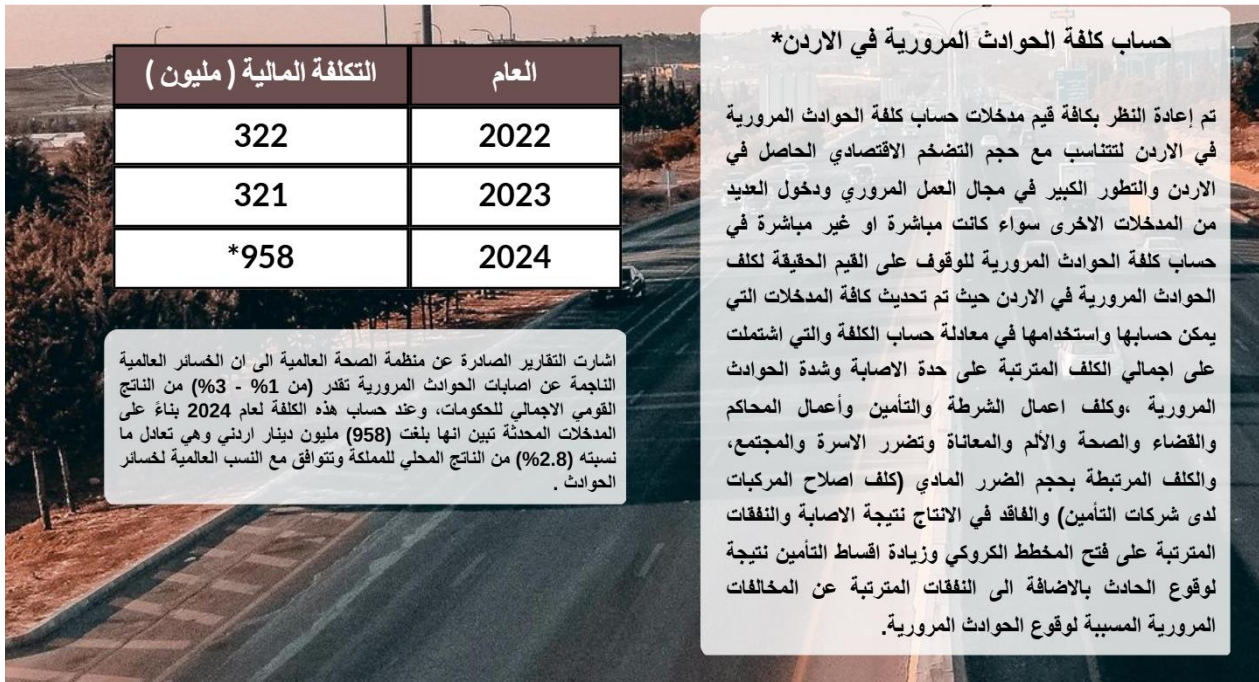 حساب كلفة الحوادث المرورية في الاردن*
تم إعادة النظر بكافة قيم مدخلات حساب كلفة الحوادث المرورية
في الاردن لتتناسب مع حجم التضخم الاقتصادي الحاصل في
الاردن والتطور الكبير في مجال العمل المروري ودخول العديد
من المدخلات الاخرى سواء كانت مباشرة او غير مباشرة في
حساب كلفة الحوادث المرورية للوقوف على القيم الحقيقة لكلف
الحوادث المرورية في الاردن حيث تم تحديث كافة المدخلات التي
يمكن حسابها واستخدامها في معادلة حساب الكلفة والتي اشتملت
على اجمالي الكلف المترتبة على حدة الاصابة وشدة الحوادث
المرورية ،وكلف اعمال الشرطة والتأمين وأعمال المحاكم
والقضاء والصحة والألم والمعاناة وتضرر الاسرة والمجتمع،
والكلف المرتبطة بحجم الضرر المادي (كلف اصلاح المركبات
لدى شركات التأمين) والفاقد في الانتاج نتيجة الاصابة والنفقات
المترتبة على فتح المخطط الكروكي وزيادة اقساط التأمين نتيجة
لوقوع الحادث بالاضافة الى النفقات المترتبة عن المخالفات
المرورية المسببة لوقوع الحوادث المرورية.
العام التكلفة المالية ( مليون )
2022 322
2023 321
2024 958*
اشارت التقارير الصادرة عن منظمة الصحة العالمية الى ان الخسائر العالمية
الناجمة عن اصابات الحوادث المرورية تقدر (من 1% - 3%) من الناتج
القومي الاجمالي للحكومات، وعند حساب هذه الكلفة لعام 2024 بناءً على
المدخلات المحدثة تبين انها بلغت (958) مليون دينار اردني وهي تعادل ما
نسبته (2.8%) من الناتج المحلي للمملكة وتتوافق مع النسب العالمية لخسائر
الحوادث .